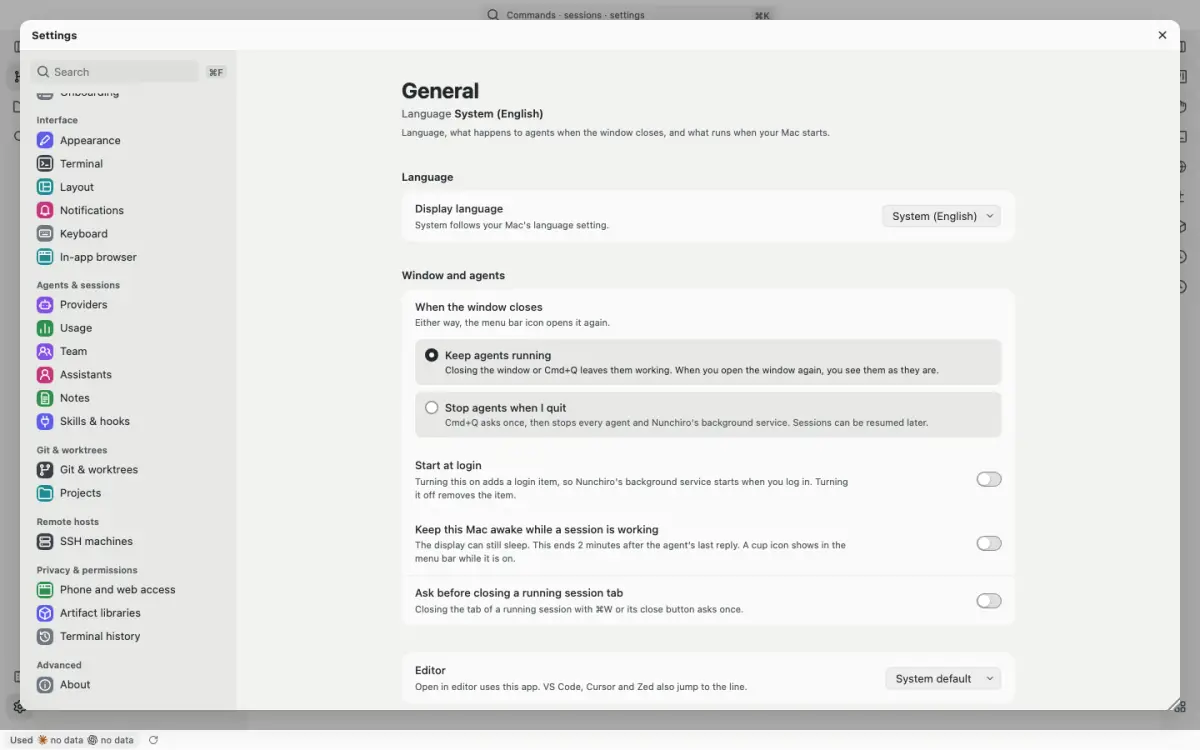 Commands · sessions · settings
⌘K
Settings
Search
⌘F
Onboarding
Interface
Appearance
Terminal
Layout
Notifications
Keyboard
In-app browser
Agents & sessions
Providers
Usage
Team
Assistants
Notes
Skills & hooks
Git & worktrees
Git & worktrees
Projects
Remote hosts
SSH machines
Privacy & permissions
Phone and web access
Artifact libraries
Terminal history
Advanced
About
General
Language System (English)
Language, what happens to agents when the window closes, and what runs when your Mac starts.
Language
Display language
System follows your Mac's language setting.
System (English)
Window and agents
When the window closes
Either way, the menu bar icon opens it again.
Keep agents running
Closing the window or Cmd+Q leaves them working. When you open the window again, you see them as they are.
Stop agents when I quit
Cmd+Q asks once, then stops every agent and Nunchiro's background service. Sessions can be resumed later.
Start at login
Turning this on adds a login item, so Nunchiro's background service starts when you log in. Turning
it off removes the item.
Keep this Mac awake while a session is working
The display can still sleep. This ends 2 minutes after the agent's last reply. A cup icon shows in the
menu bar while it is on.
Ask before closing a running session tab
Closing the tab of a running session with ⌘W or its close button asks once.
Editor
Open in editor uses this app. VS Code, Cursor and Zed also jump to the line.
System default
Used no data no data